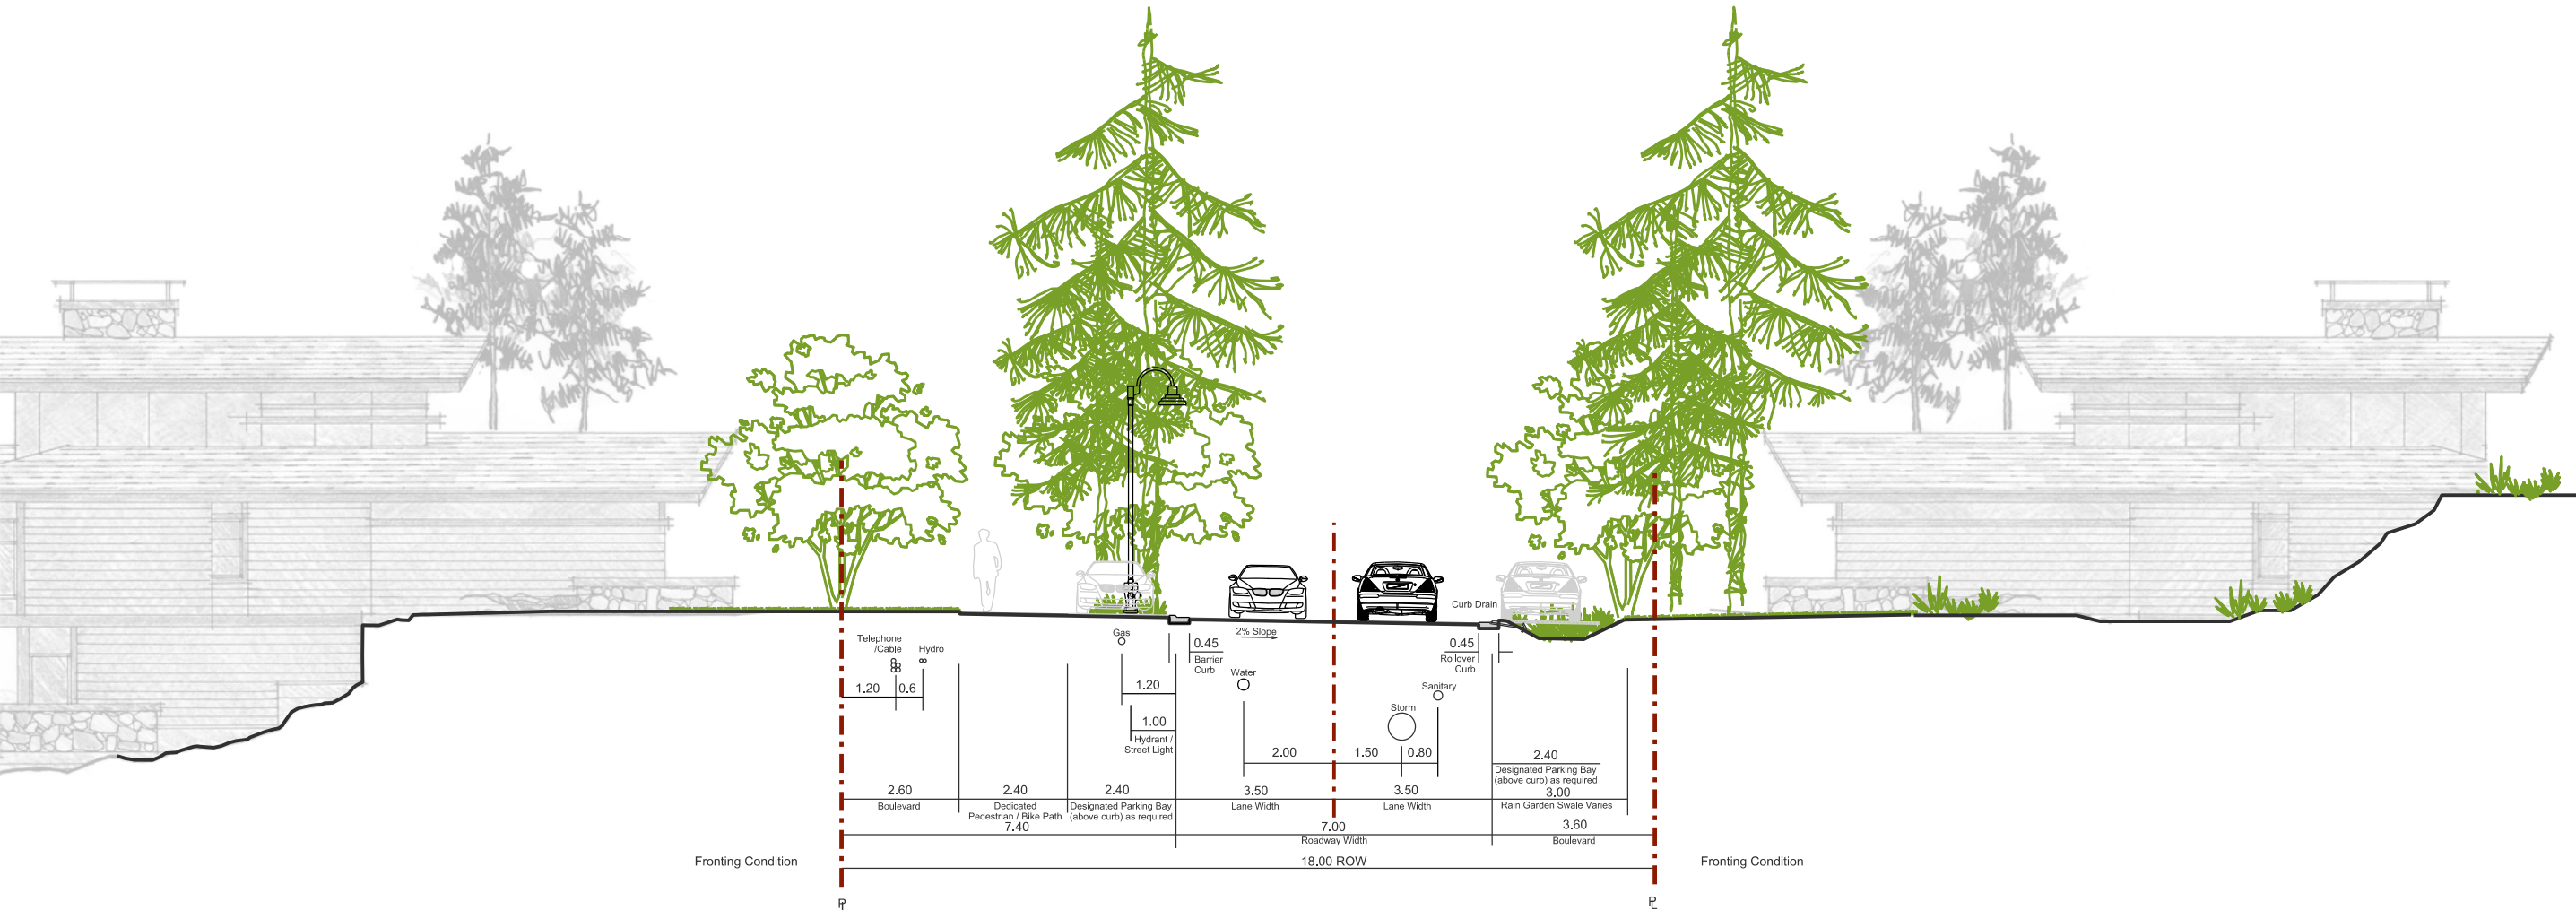 Curb Drain
2% Slope
Gas
Telephone
/Cable
Hydro
0.45
Barrier
Curb
0.45
Rollover
Curb
Water
Sanitary
1.20
0.6
1.20
Storm
1.00
Hydrant /
Street Light
2.00
1.50
0.80
2.40
Designated Parking Bay
(above curb) as required
2.60
Boulevard
2.40
Dedicated
Pedestrian / Bike Path
2.40
Designated Parking Bay
(above curb) as required
3.50
Lane Width
3.50
Lane Width
3.00
Rain Garden Swale Varies
7.40
7.00
Roadway Width
3.60
Boulevard
Fronting Condition
18.00 ROW
Fronting Condition
PL
PL